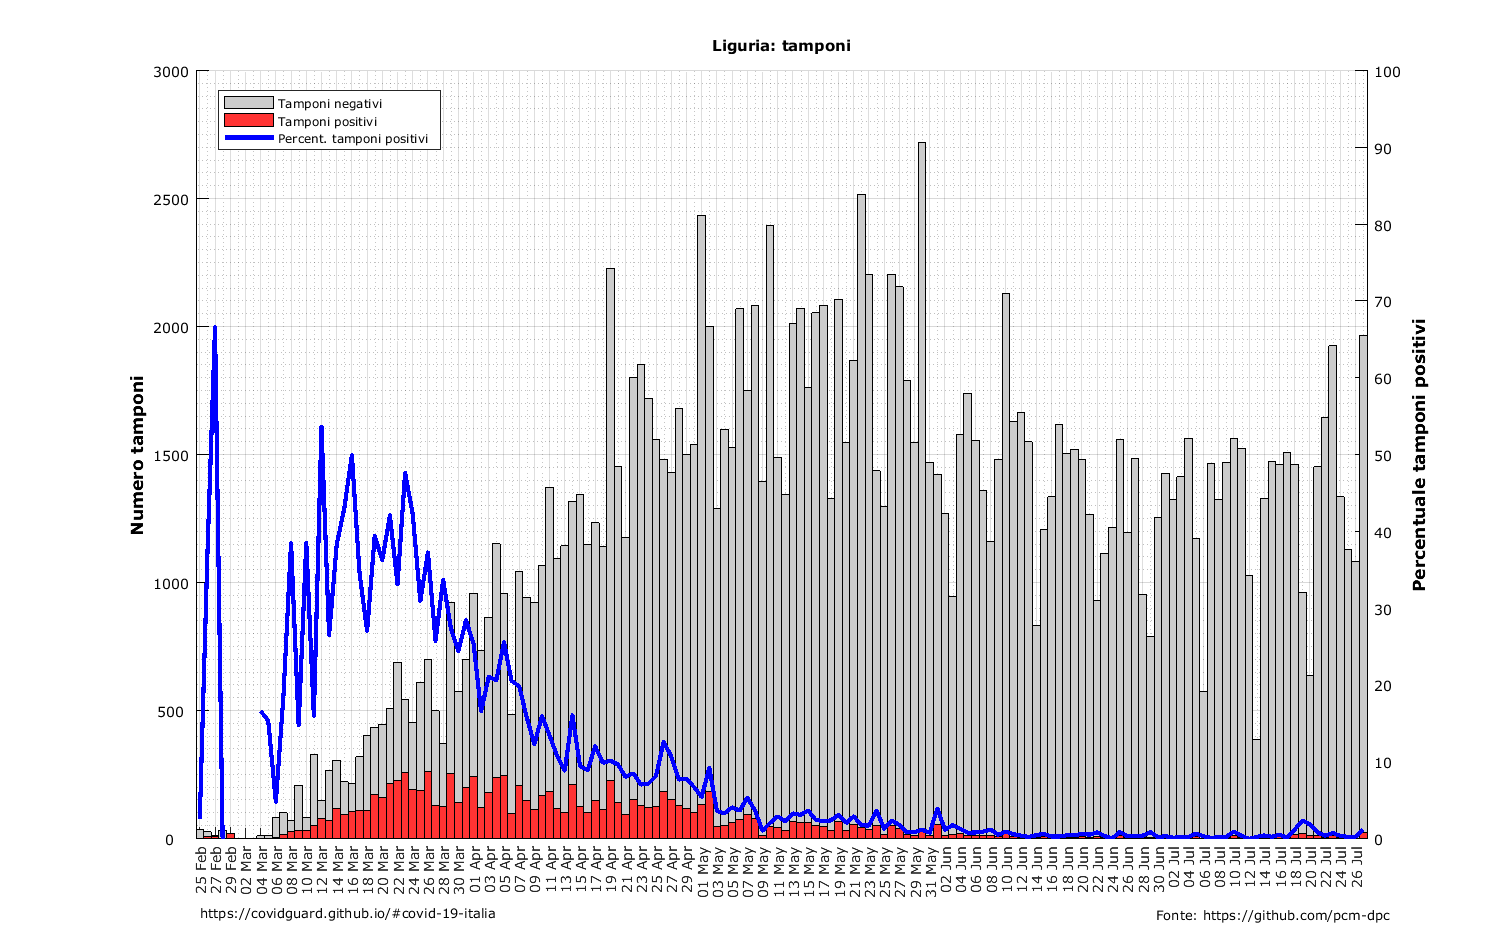 Liguria: tamponi
Tamponi negativi
Tamponi positivi
Percent. tamponi positivi
Numero tamponi
3000
2500
2000
1500
1000
500
0
Percentuale tamponi positivi
100
90
80
70
60
50
40
30
20
10
0
25 Feb
27 Feb
29 Feb
02 Mar
04 Mar
06 Mar
08 Mar
10 Mar
12 Mar
14 Mar
16 Mar
18 Mar
20 Mar
22 Mar
24 Mar
26 Mar
28 Mar
30 Mar
01 Apr
03 Apr
05 Apr
07 Apr
09 Apr
11 Apr
13 Apr
15 Apr
17 Apr
19 Apr
21 Apr
23 Apr
25 Apr
27 Apr
29 Apr
01 May
03 May
05 May
07 May
09 May
11 May
13 May
15 May
17 May
19 May
21 May
23 May
25 May
27 May
29 May
31 May
02 Jun
04 Jun
06 Jun
08 Jun
10 Jun
12 Jun
14 Jun
16 Jun
18 Jun
20 Jun
22 Jun
24 Jun
26 Jun
28 Jun
30 Jun
02 Jul
04 Jul
06 Jul
08 Jul
10 Jul
12 Jul
14 Jul
16 Jul
18 Jul
20 Jul
22 Jul
24 Jul
26 Jul
https://covidguard.github.io/#covid-19-italia
Fonte: https://github.com/pcm-dpc